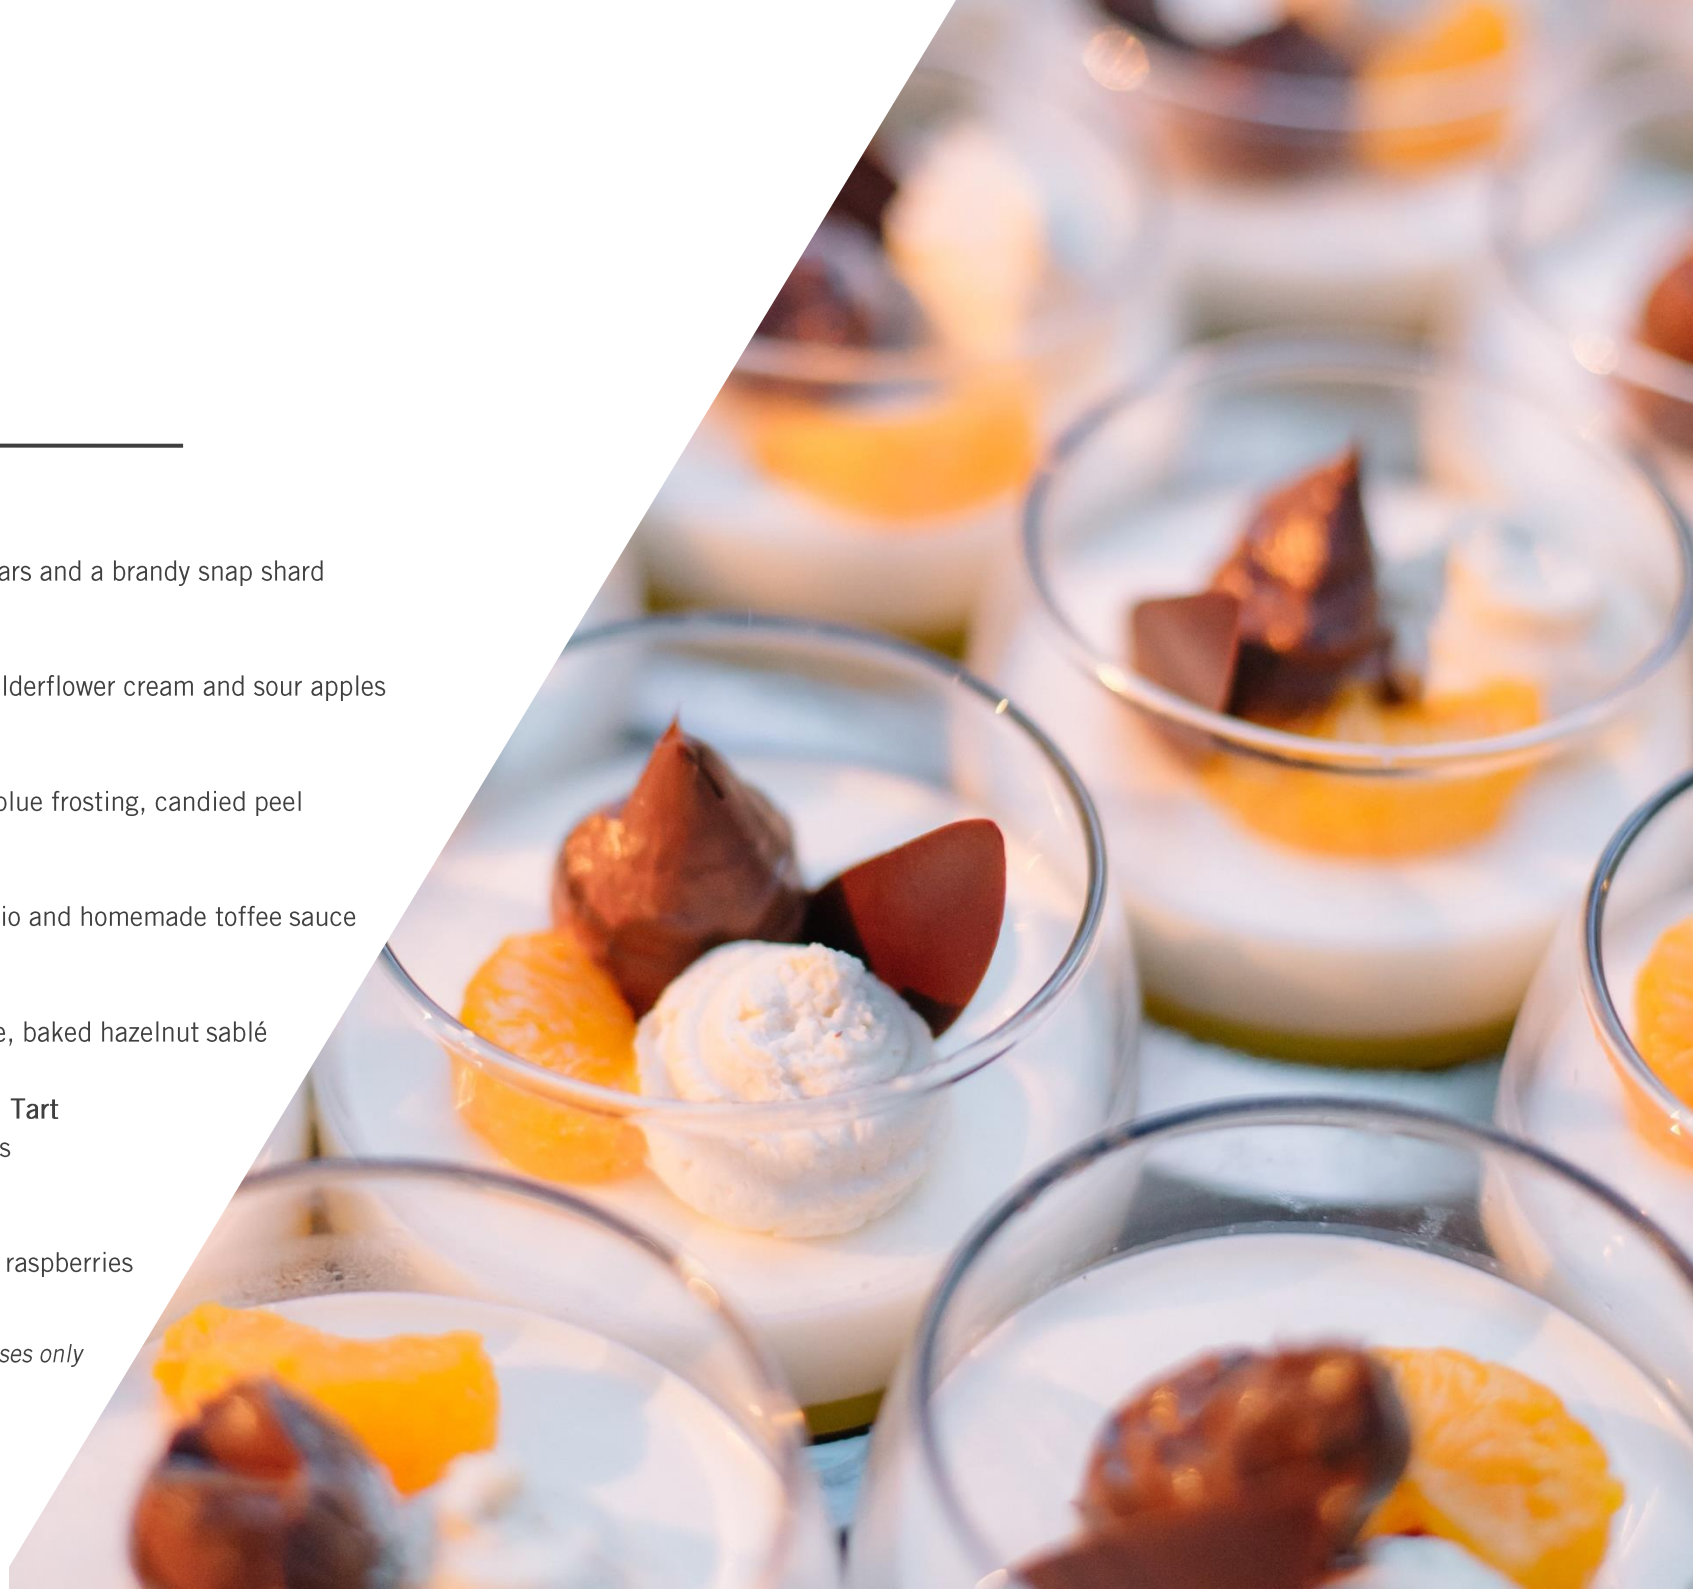 ars and a brandy snap shard
lderflower cream and sour apples
blue frosting, candied peel
io and homemade toffee sauce
e, baked hazelnut sablé
Tart
s
raspberries
ses only